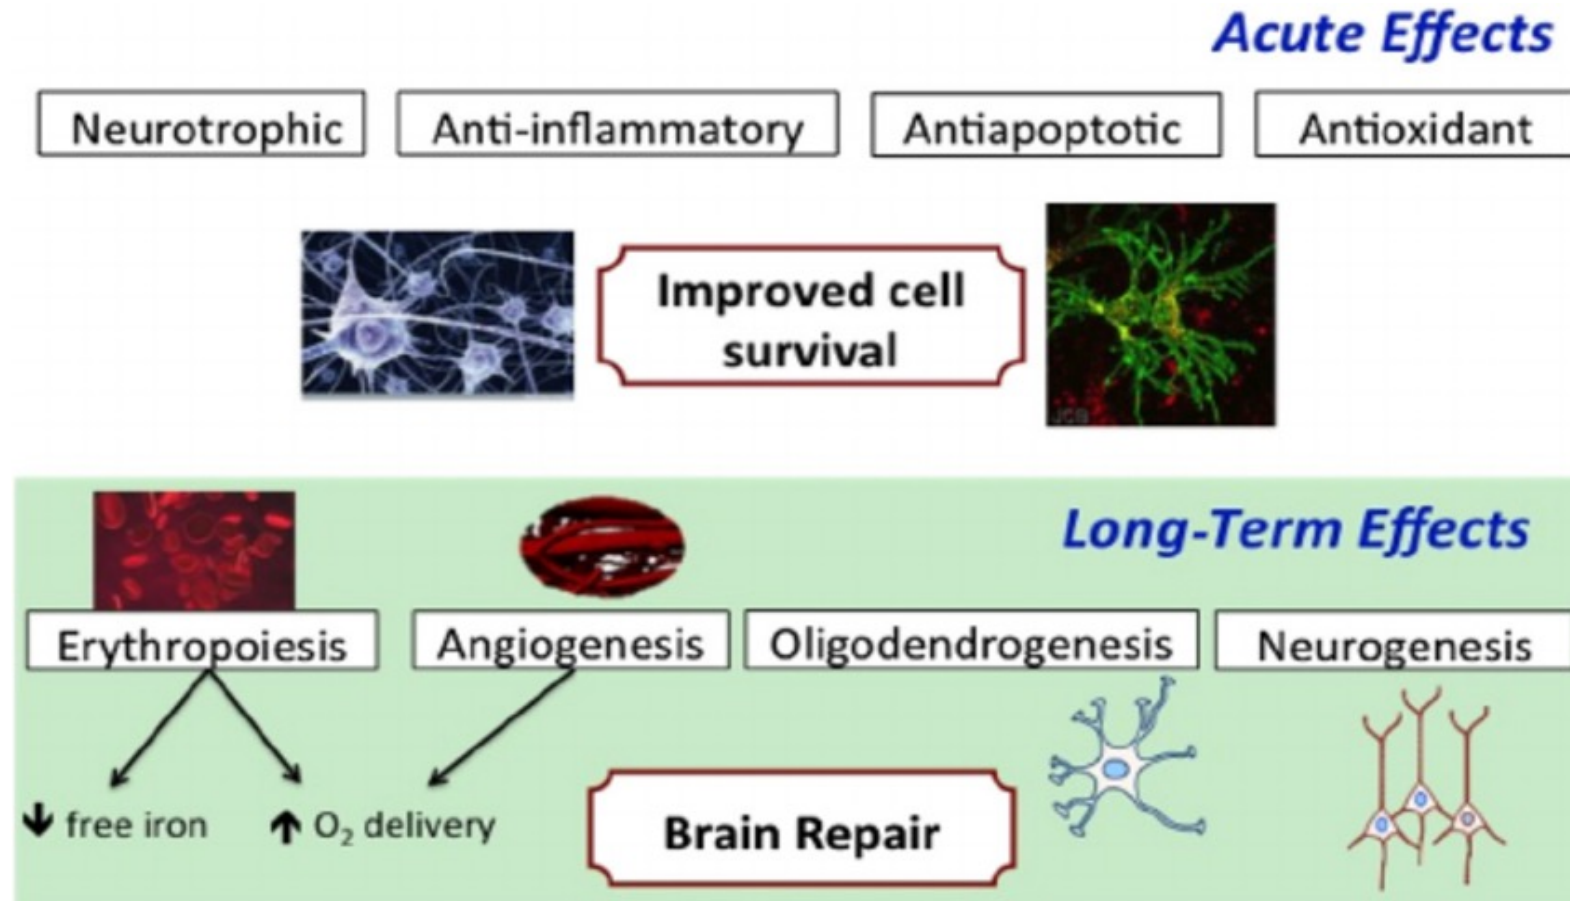 Acute Effects
Neurotrophic
Anti-inflammatory
Antiapoptotic
Antioxidant
Improved cell
survival
JCB
Long-Term Effects
Erythropoiesis
Angiogenesis
Oligodendrogenesis
Neurogenesis
↓ free iron
↑ O₂ delivery
Brain Repair